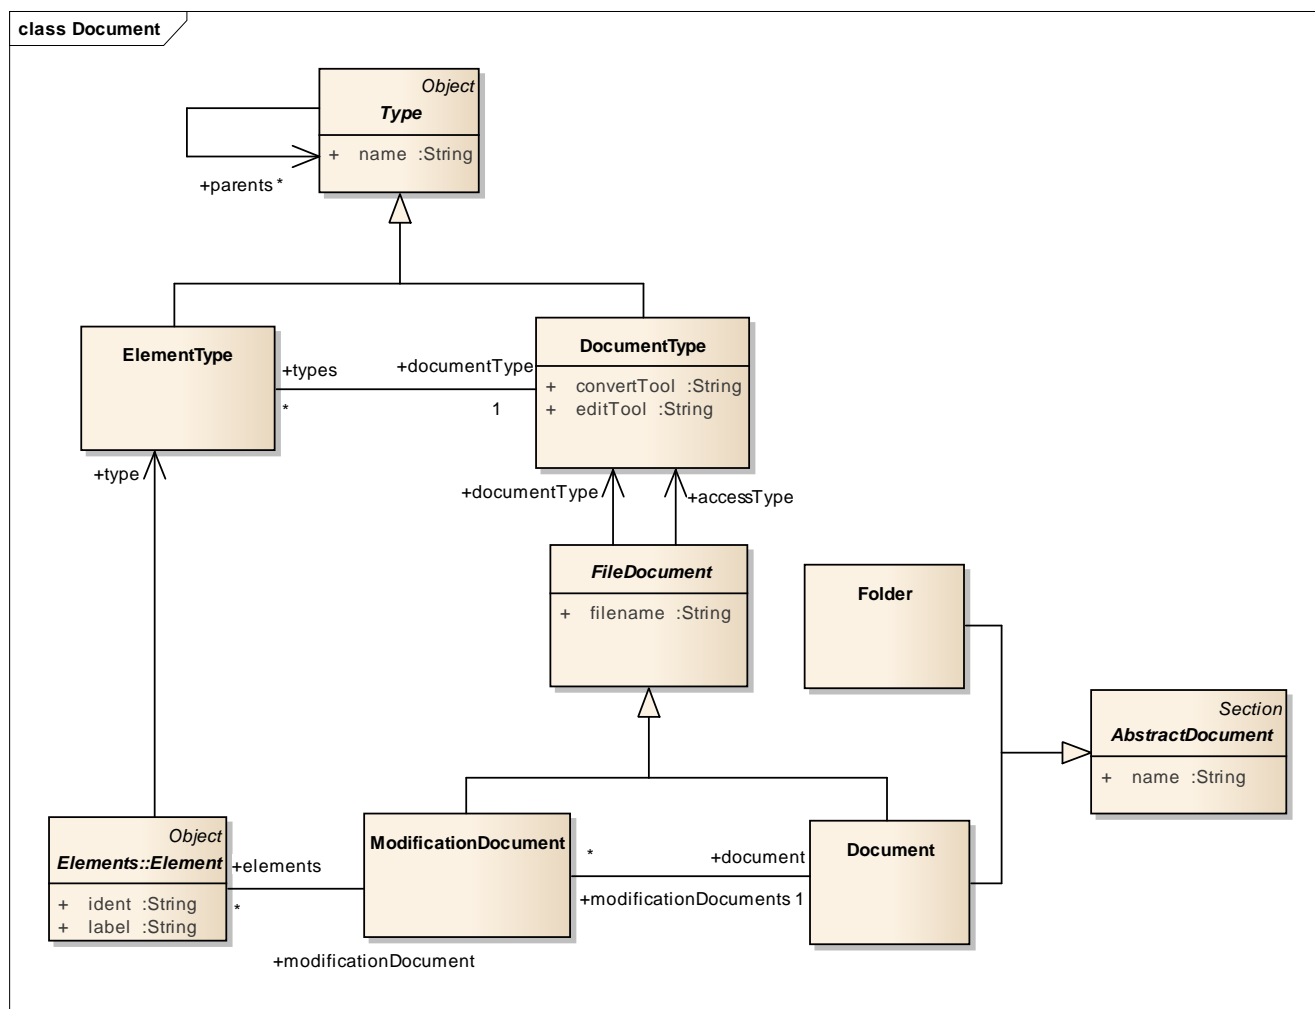 class Document
Object
Type
+ name :String
+parents *
ElementType
DocumentType
+ convertTool :String
+ editTool :String
+types
+documentType
*
1
+type
+documentType
+accessType
FileDocument
+ filename :String
Folder
Section
AbstractDocument
+ name :String
Object
Elements::Element
+ ident :String
+ label :String
+elements
*
+modificationDocument
ModificationDocument
*
+document
+modificationDocuments 1
Document